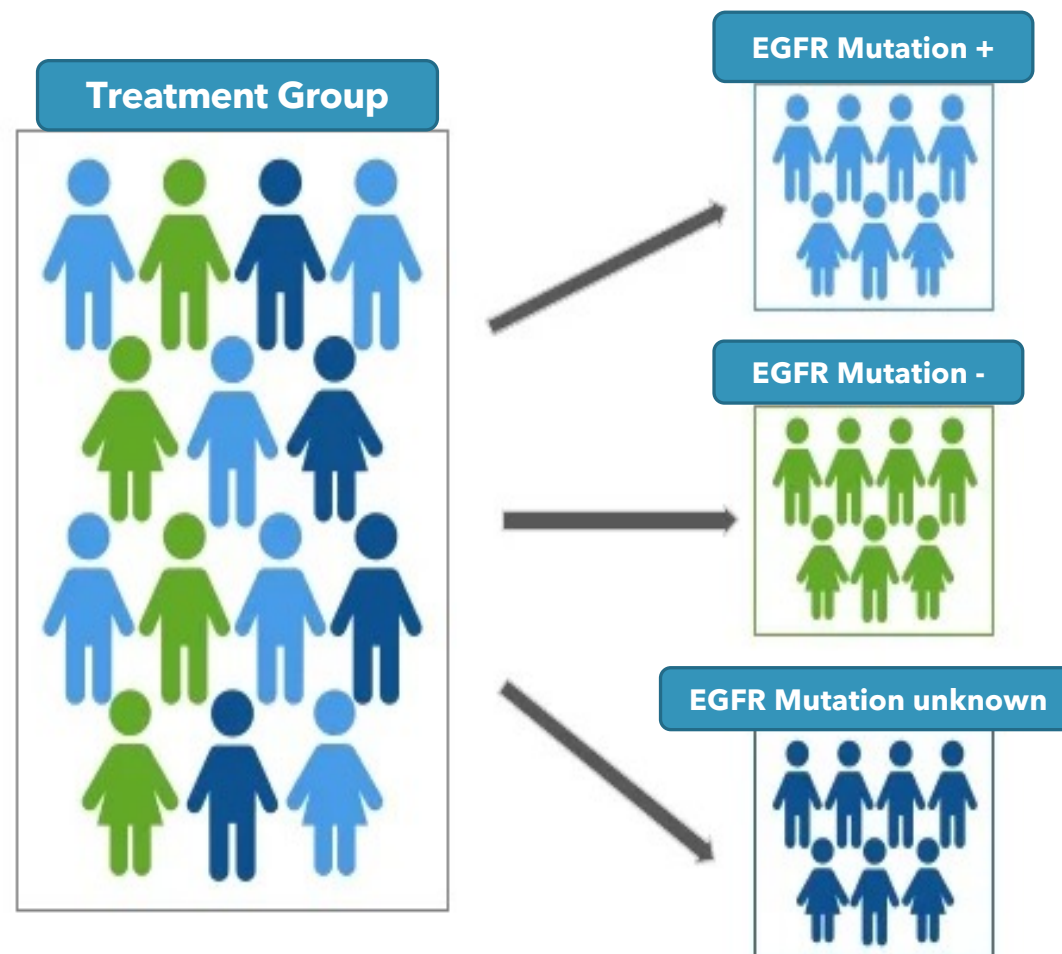 Treatment Group
EGFR Mutation +
EGFR Mutation -
EGFR Mutation unknown